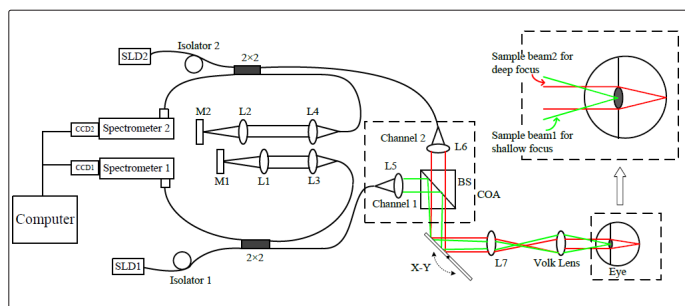 SLD2
Isolator 2
2×2
Sample beam2 for
deep focus
Sample beam1 for
shallow focus
M2
L2
L4
CCD2
Spectrometer 2
Channel 2
L6
CCD1
Spectrometer 1
M1
L1
L3
L5
BS
COA
Channel 1
Computer
SLD1
Isolator 1
2×2
X-Y
L7
Volk Lens
Eye